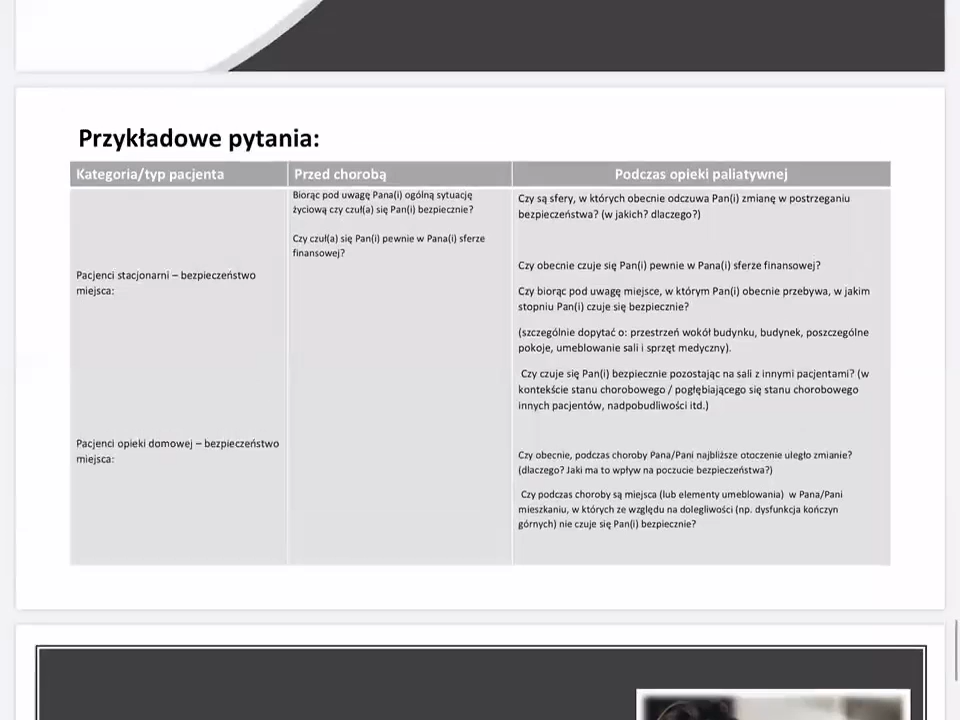 Przykładowe pytania:
Kategoria/typ pacjenta
Przed chorobą
Podczas opieki paliatywnej
Pacjenci stacjonarni – bezpieczeństwo
miejsca:
Pacjenci opieki domowej – bezpieczeństwo
miejsca:
Biorąc pod uwagę Pana(i) ogólną sytuację
życiową czy czuł(a) się Pan(i) bezpiecznie?
Czy czuł(a) się Pan(i) pewnie w Pana(i) sferze
finansowej?
Czy są sfery, w których obecnie odczuwa Pan(i) zmianę w postrzeganiu
bezpieczeństwa? (w jakich? dlaczego?)
Czy obecnie czuje się Pan(i) pewnie w Pana(i) sferze finansowej?
Czy biorąc pod uwagę miejsce, w którym Pan(i) obecnie przebywa, w jakim
stopniu Pan(i) czuje się bezpiecznie?
(szczególnie dopytać o: przestrzeń wokół budynku, budynek, poszczególne
pokoje, umeblowanie sali i sprzęt medyczny).
Czy czuje się Pan(i) bezpiecznie pozostając na sali z innymi pacjentami? (w
kontekście stanu chorobowego / pogłębiającego się stanu chorobowego
innych pacjentów, nadpobudliwości itd.)
Czy obecnie, podczas choroby Pana/Pani najbliższe otoczenie uległo zmianie?
(dlaczego? Jaki ma to wpływ na poczucie bezpieczeństwa?)
Czy podczas choroby są miejsca (lub elementy umeblowania) w Pana/Pani
mieszkaniu, w których ze względu na dolegliwości (np. dysfunkcja kończyn
górnych) nie czuje się Pan(i) bezpiecznie?